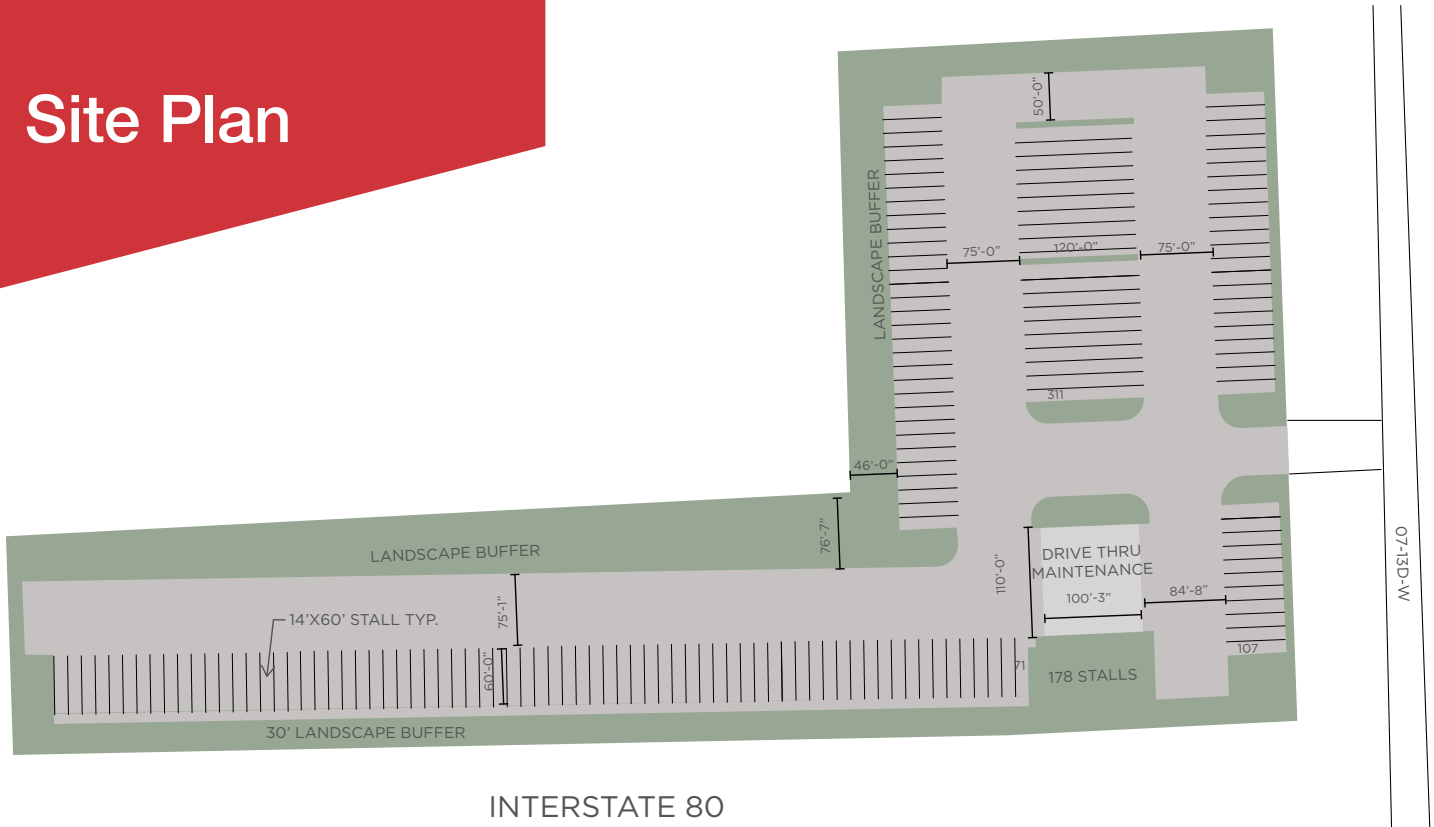 Site Plan
50'-0"
LANDSCAPE BUFFER
75'-0"
120'-0"
75'-0"
311
46'-0"
76'-7"
LANDSCAPE BUFFER
07-13D-W
110'-0"
DRIVE THRU
MAINTENANCE
100'-3"
84'-8"
75'-1"
14'X60' STALL TYP.
60'-0"
71
178 STALLS
107
30' LANDSCAPE BUFFER
INTERSTATE 80